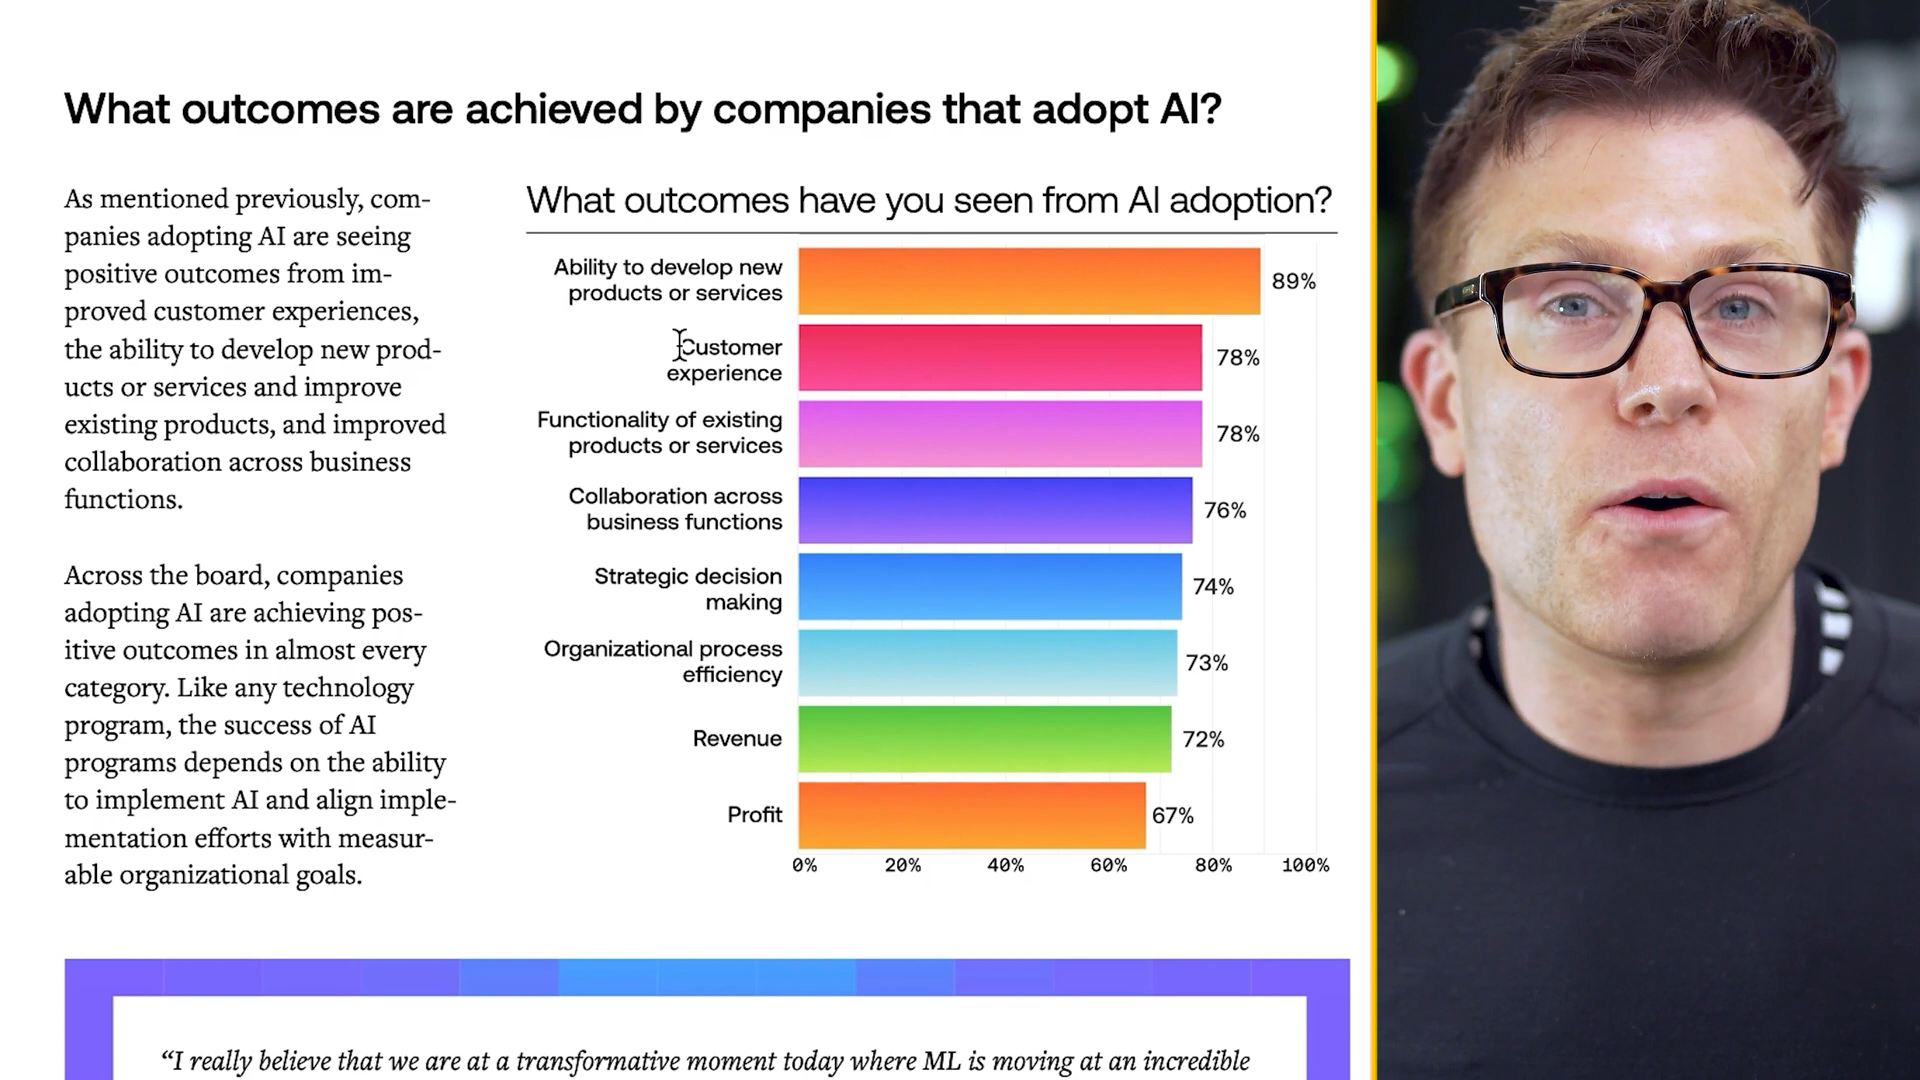 What outcomes are achieved by companies that adopt AI?
As mentioned previously, com-
panies adopting AI are seeing
positive outcomes from im-
proved customer experiences,
the ability to develop new prod-
ucts or services and improve
existing products, and improved
collaboration across business
functions.
Across the board, companies
adopting AI are achieving pos-
itive outcomes in almost every
category. Like any technology
program, the success of AI
programs depends on the ability
to implement AI and align imple-
mentation efforts with measur-
able organizational goals.
What outcomes have you seen from AI adoption?
Ability to develop new
products or services
89%
Customer
experience
78%
Functionality of existing
products or services
78%
Collaboration across
business functions
76%
Strategic decision
making
74%
Organizational process
efficiency
73%
Revenue
72%
Profit
67%
0% 20% 40% 60% 80% 100%
“I really believe that we are at a transformative moment today where ML is moving at an incredible